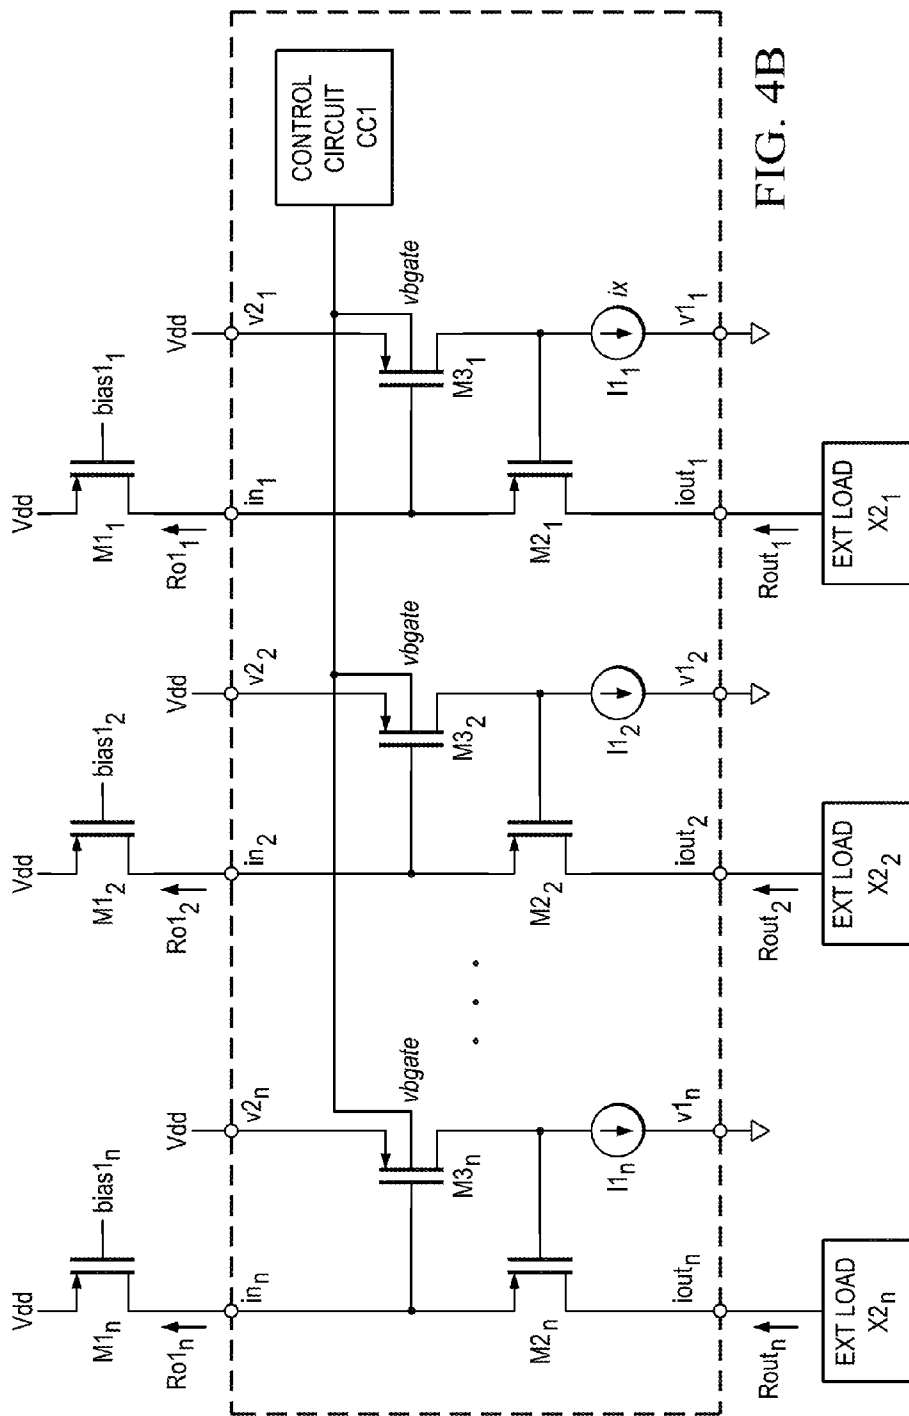 Vdd
bias1n
M1n
Ro1n
inn
Vdd
v2n
vbgate
M3n
M2n
I1n
ioutn
v1n
Routn
EXT LOAD
X2n
Vdd
bias12
M12
Ro12
in2
Vdd
v22
vbgate
M32
M22
I12
iout2
v12
Rout2
EXT LOAD
X22
Vdd
bias11
M11
Ro11
in1
Vdd
v21
vbgate
M31
M21
I11
ix
iout1
v11
Rout1
EXT LOAD
X21
CONTROL
CIRCUIT
CC1
FIG. 4B